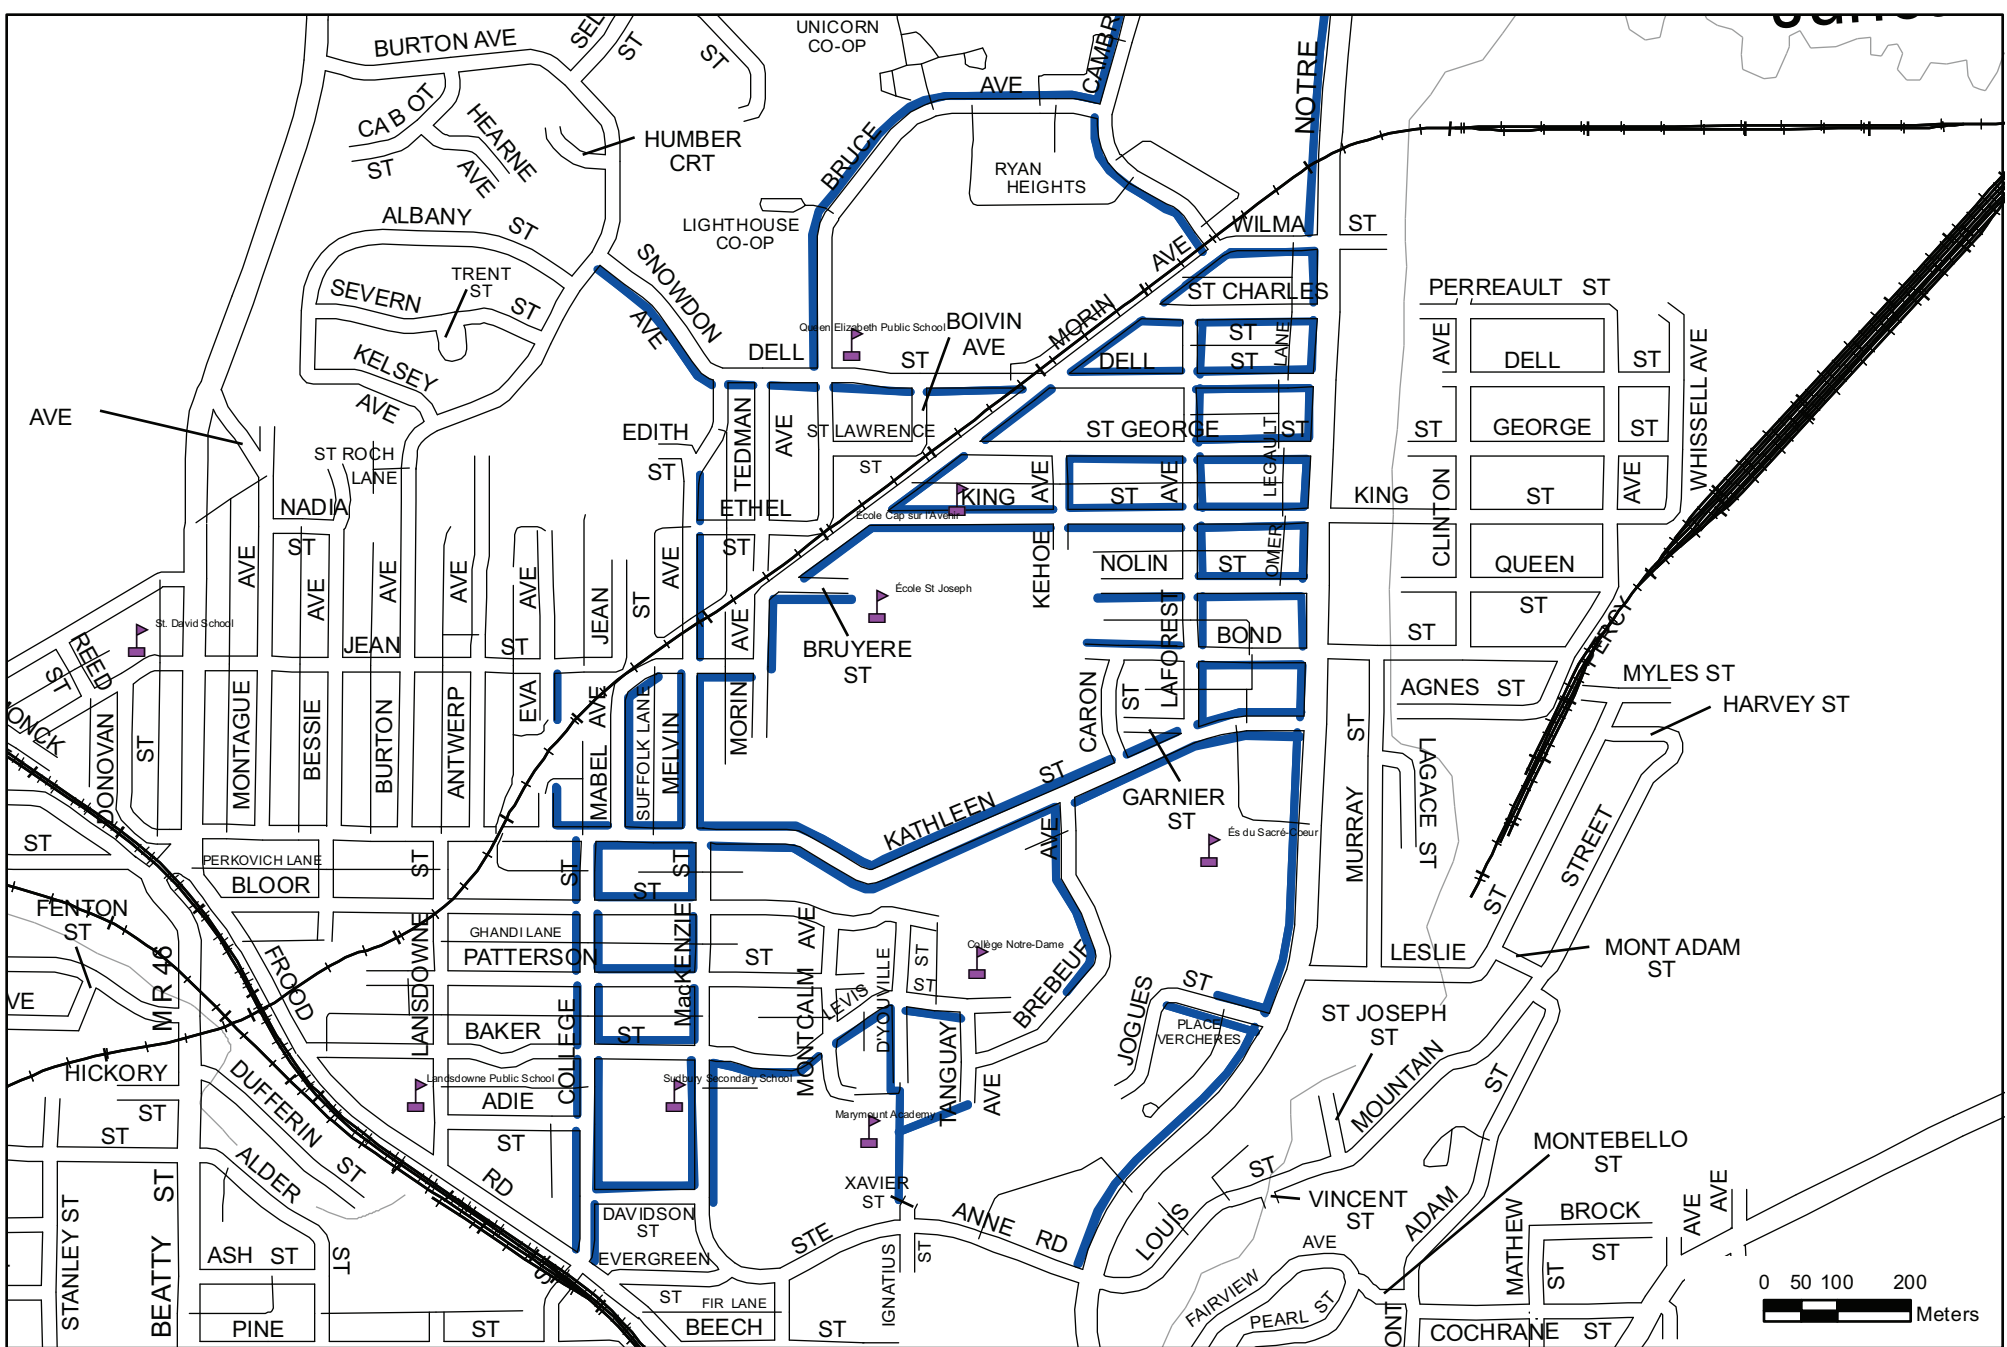 UNICORN
CO-OP
BURTON AVE
SEL
ST
ST
AVE
CAMBR
NOTRE
CABOT
ST
HEARNE
AVE
HUMBER
CRT
BRUCE
RYAN
HEIGHTS
ALBANY
ST
LIGHTHOUSE
CO-OP
WILMA
ST
AVE
SNOWDON
AVE
TRENT
ST
SEVERN
ST
ST CHARLES
PERREAULT ST
MORIN
Queen Elizabeth Public School
BOIVIN
AVE
ST
LANE
AVE
DELL
ST
DELL
ST
DELL
ST
WHISSELL AVE
KELSEY
AVE
AVE
EDITH
ST
TEDMAN
AVE
ST LAWRENCE
ST
ST GEORGE
LEGAULT
ST
ST
GEORGE
ST
ST ROCH
LANE
NADIA
ST
ETHEL
ST
AVE
KING
ST
AVE
KING
ST
AVE
CLINTON
École Cap sur l'Avenir
OMER
KEHOE
NOLIN
ST
QUEEN
ST
AVE
AVE
AVE
AVE
AVE
JEAN
ST
AVE
École St Joseph
St. David School
REED
ST
JEAN
ST
AVE
BRUYERE
ST
LAFOREST
BOND
ST
PERCY
MYLES ST
AGNES ST
HARVEY ST
DONOVAN
ST
MONTAGUE
BESSIE
BURTON
ANTWERP
EVA
MABEL
AVE
SUFFOLK LANE
MELVIN
MORIN
CARON
ST
MURRAY
ST
LAGACE ST
KATHLEEN
ST
GARNIER
ST
És du Sacré-Coeur
AVE
STREET
ST
PERKOVICH LANE
BLOOR
ST
ST
ST
ST
FENTON
ST
GHANDI LANE
PATTERSON
ST
MacKENZIE
MONTCALM AVE
Collège Notre-Dame
ST
ST
BREBEUF
ST
LESLIE
MONT ADAM
ST
MR 46
FROOD
LANSDOWNE
VE
LEVIS
D'YOUVILLE
JOGUES
ST
BAKER
ST
COLLEGE
TANGUAY
AVE
PLACE
VERCHERES
ST JOSEPH
ST
HICKORY
ST
ST
DUFFERIN
ST
Landsdowne Public School
ADIE
ST
Sudbury Secondary School
Marymount Academy
MOUNTAIN
ST
ST
MONTEBELLO
ST
ALDER
ST
RD
XAVIER
ST
VINCENT
ST
ADAM
STANLEY ST
BEATTY ST
ASH ST
DAVIDSON
ST
EVERGREEN
STE
ANNE
RD
LOUIS
AVE
MATHEW
ST
BROCK
ST
AVE
AVE
ST
FIR LANE
IGNATIUS
ST
FAIRVIEW
PEARL ST
PINE
ST
BEECH
ST
MONT
COCHRANE ST
0 50 100 200
Meters